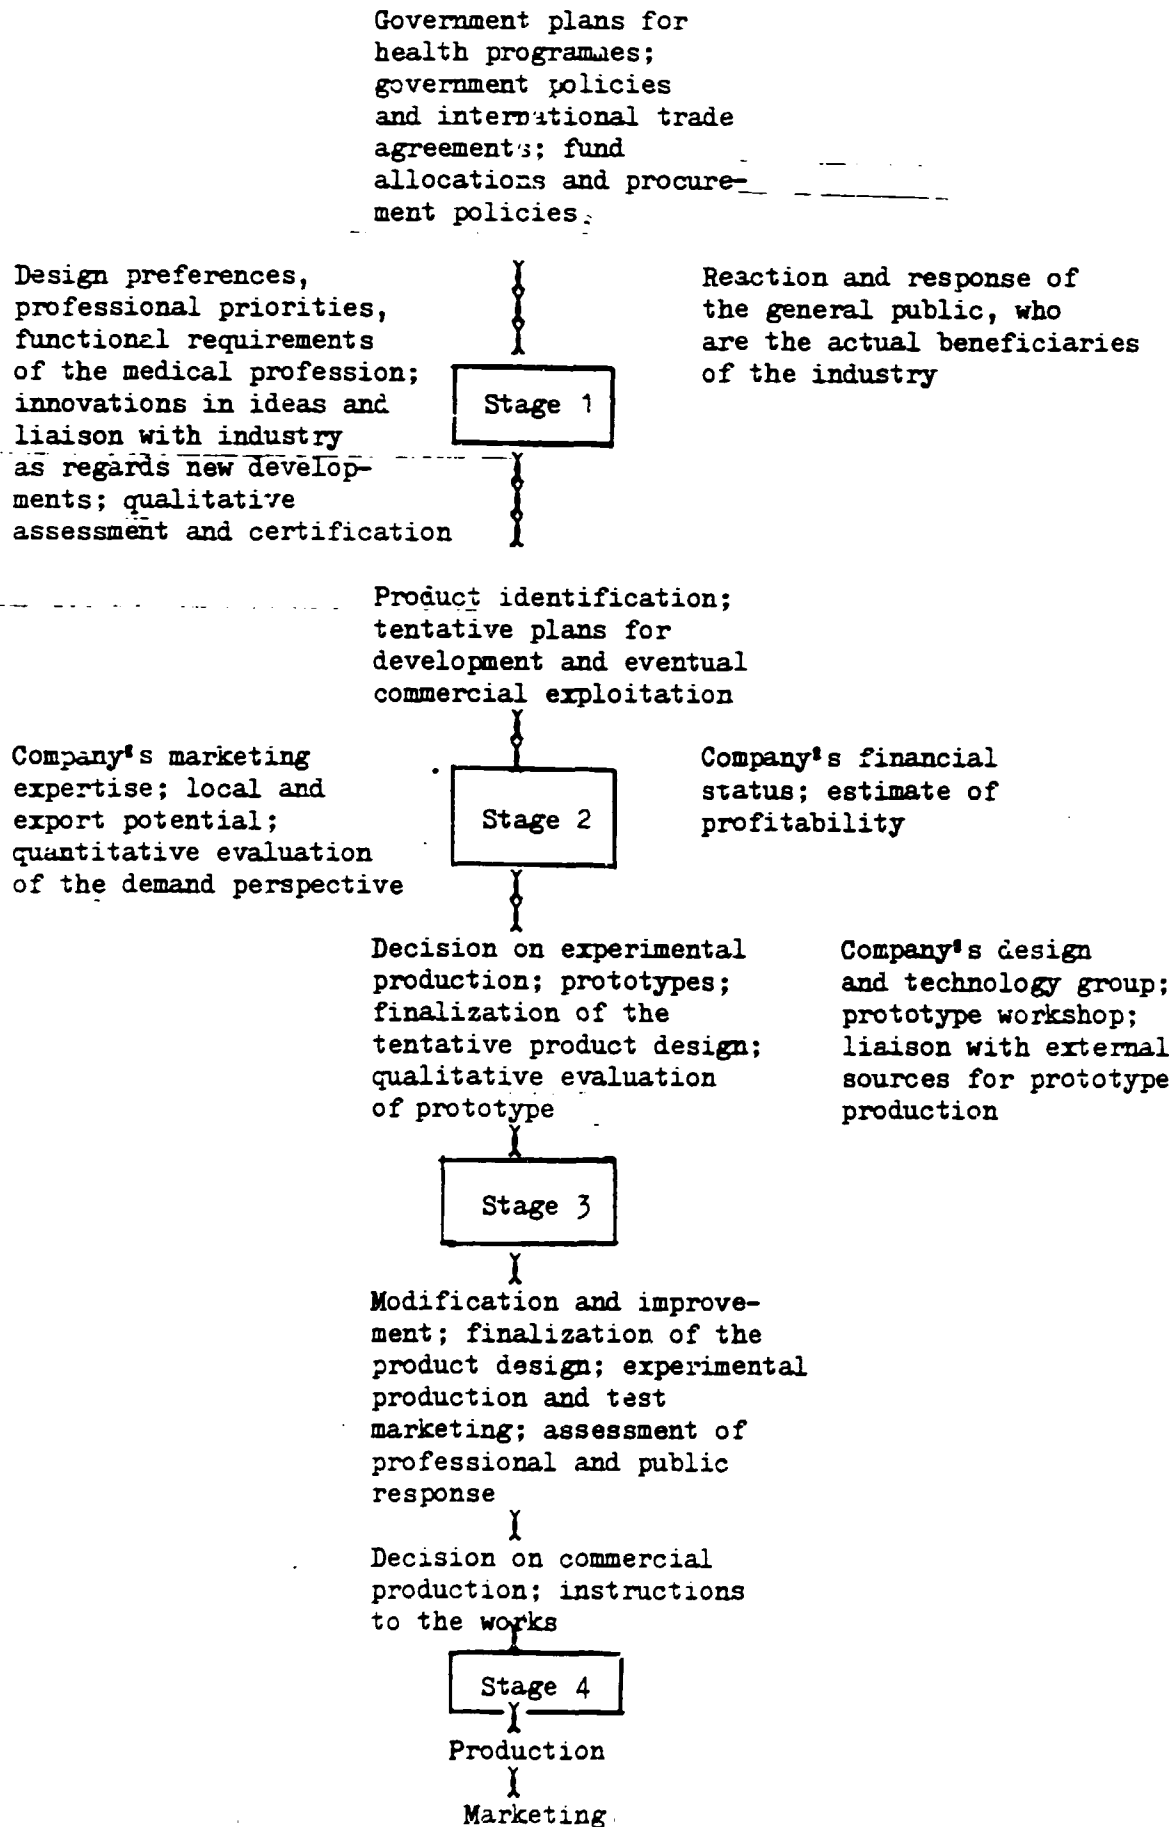 Government plans for
health programmes;
government policies
and international trade
agreements; fund
allocations and procure-
ment policies.
Design preferences,
professional priorities,
functional requirements
of the medical profession;
innovations in ideas and
liaison with industry
as regards new develop-
ments; qualitative
assessment and certification
Stage 1
Reaction and response of
the general public, who
are the actual beneficiaries
of the industry
Product identification;
tentative plans for
development and eventual
commercial exploitation
Company's marketing
expertise; local and
export potential;
quantitative evaluation
of the demand perspective
Stage 2
Company's financial
status; estimate of
profitability
Decision on experimental
production; prototypes;
finalization of the
tentative product design;
qualitative evaluation
of prototype
Company's design
and technology group;
prototype workshop;
liaison with external
sources for prototype
production
Stage 3
Modification and improve-
ment; finalization of the
product design; experimental
production and test
marketing; assessment of
professional and public
response
Decision on commercial
production; instructions
to the works
Stage 4
Production
Marketing